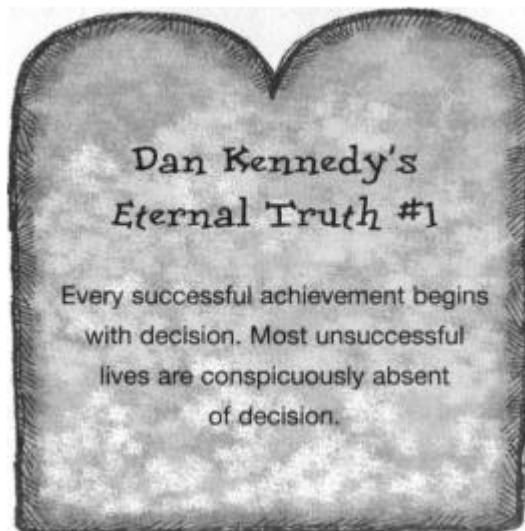 Dan Kennedy's
Eternal Truth #1
Every successful achievement begins
with decision. Most unsuccessful
lives are conspicuously absent
of decision.